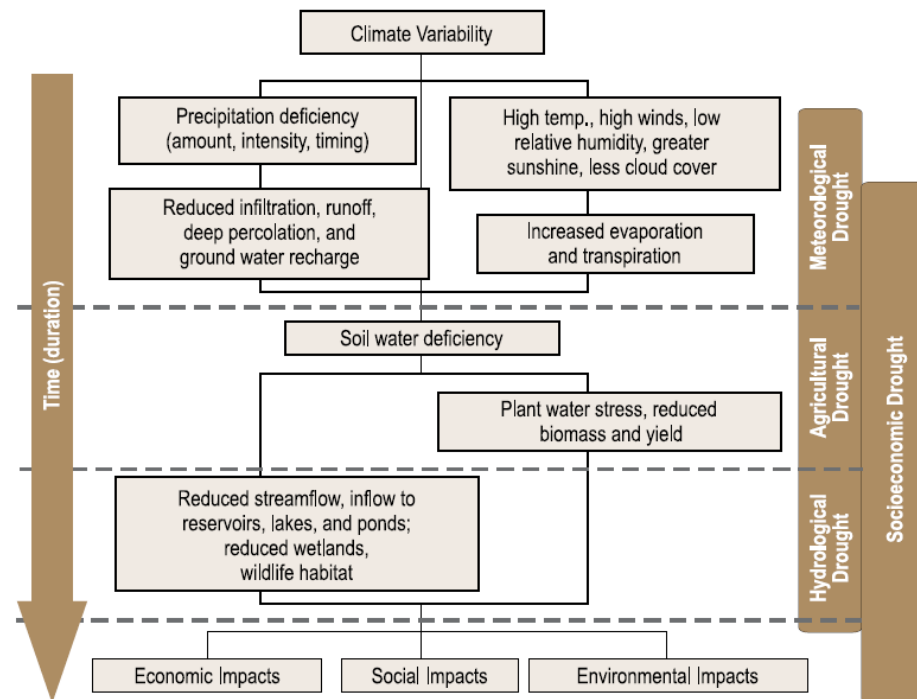 Climate Variability
Precipitation deficiency
(amount, intensity, timing)
High temp., high winds, low
relative humidity, greater
sunshine, less cloud cover
Reduced infiltration, runoff,
deep percolation, and
ground water recharge
Increased evaporation
and transpiration
Soil water deficiency
Plant water stress, reduced
biomass and yield
Reduced streamflow, inflow to
reservoirs, lakes, and ponds;
reduced wetlands,
wildlife habitat
Economic Impacts
Social Impacts
Environmental Impacts
Time (duration)
Meteorological
Drought
Agricultural
Drought
Hydrological
Drought
Socioeconomic Drought